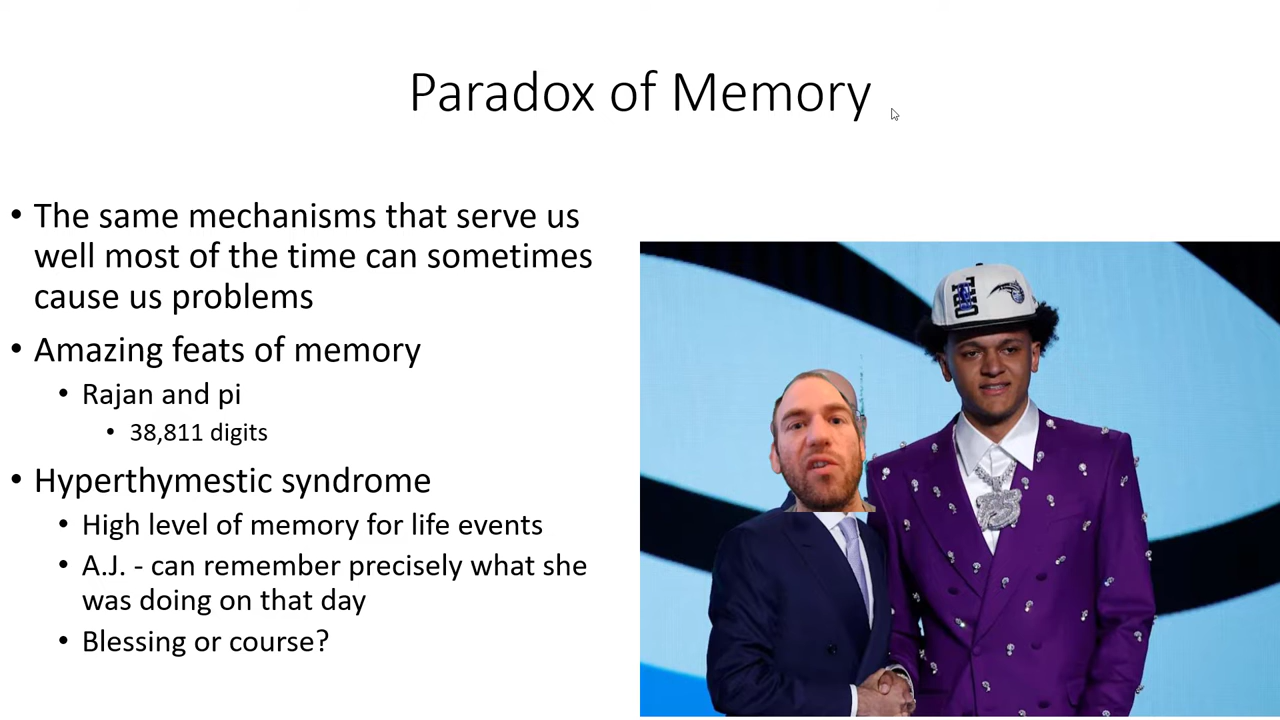 Paradox of Memory
• The same mechanisms that serve us
well most of the time can sometimes
cause us problems
• Amazing feats of memory
• Rajan and pi
• 38,811 digits
• Hyperthymestic syndrome
• High level of memory for life events
• A.J. - can remember precisely what she
was doing on that day
• Blessing or course?